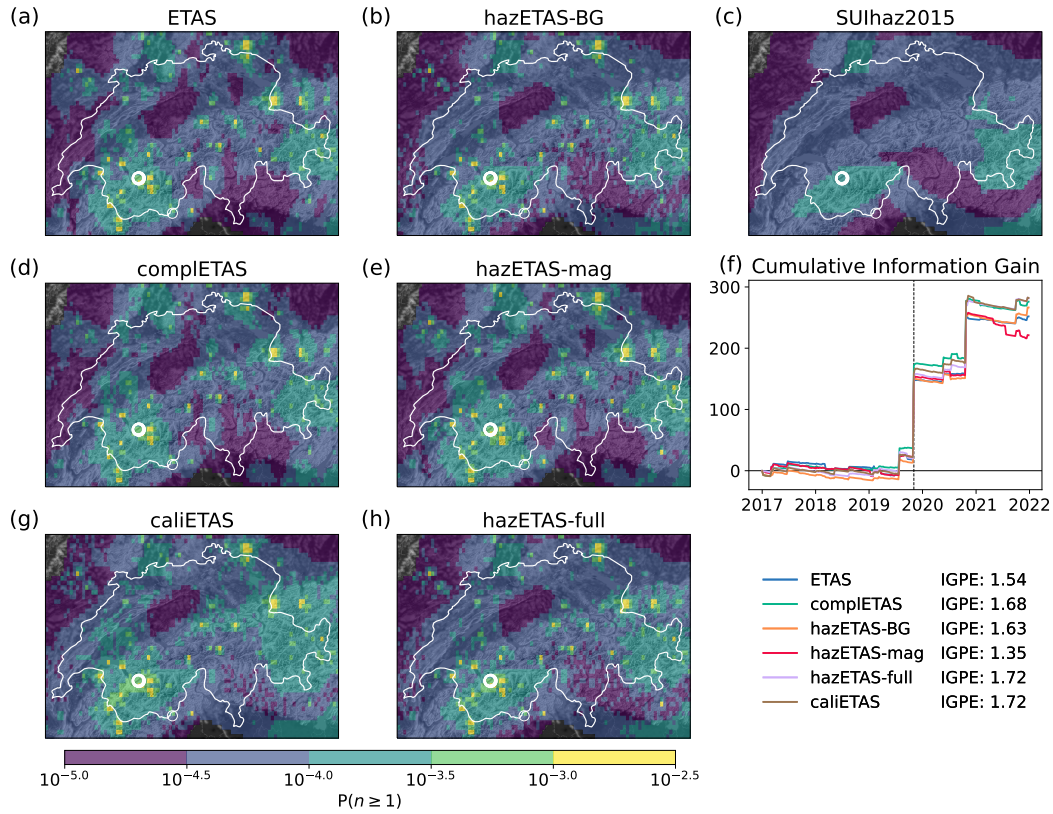 (a) ETAS
(b) hazETAS-BG
(c) SUIhaz2015
(d) complETAS
(e) hazETAS-mag
(f) Cumulative Information Gain
300
200
100
0
2017 2018 2019 2020 2021 2022
(g) caliETAS
(h) hazETAS-full
ETAS IGPE: 1.54
complETAS IGPE: 1.68
hazETAS-BG IGPE: 1.63
hazETAS-mag IGPE: 1.35
hazETAS-full IGPE: 1.72
caliETAS IGPE: 1.72
10^−5.0 10^−4.5 10^−4.0 10^−3.5 10^−3.0 10^−2.5
P(n ≥ 1)